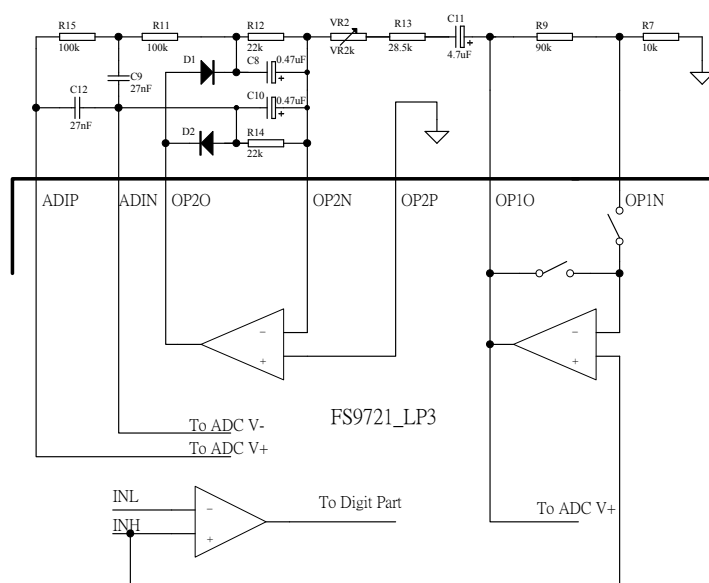 R15
100k
R11
100k
R12
22k
VR2
VR2k
R13
28.5k
C11
4.7uF
R9
90k
R7
10k
D1
C8
0.47uF
C9
27nF
C10
0.47uF
C12
27nF
D2
R14
22k
ADIP
ADIN
OP2O
OP2N
OP2P
OP1O
OP1N
FS9721_LP3
To ADC V-
To ADC V+
INL
INH
To Digit Part
To ADC V+